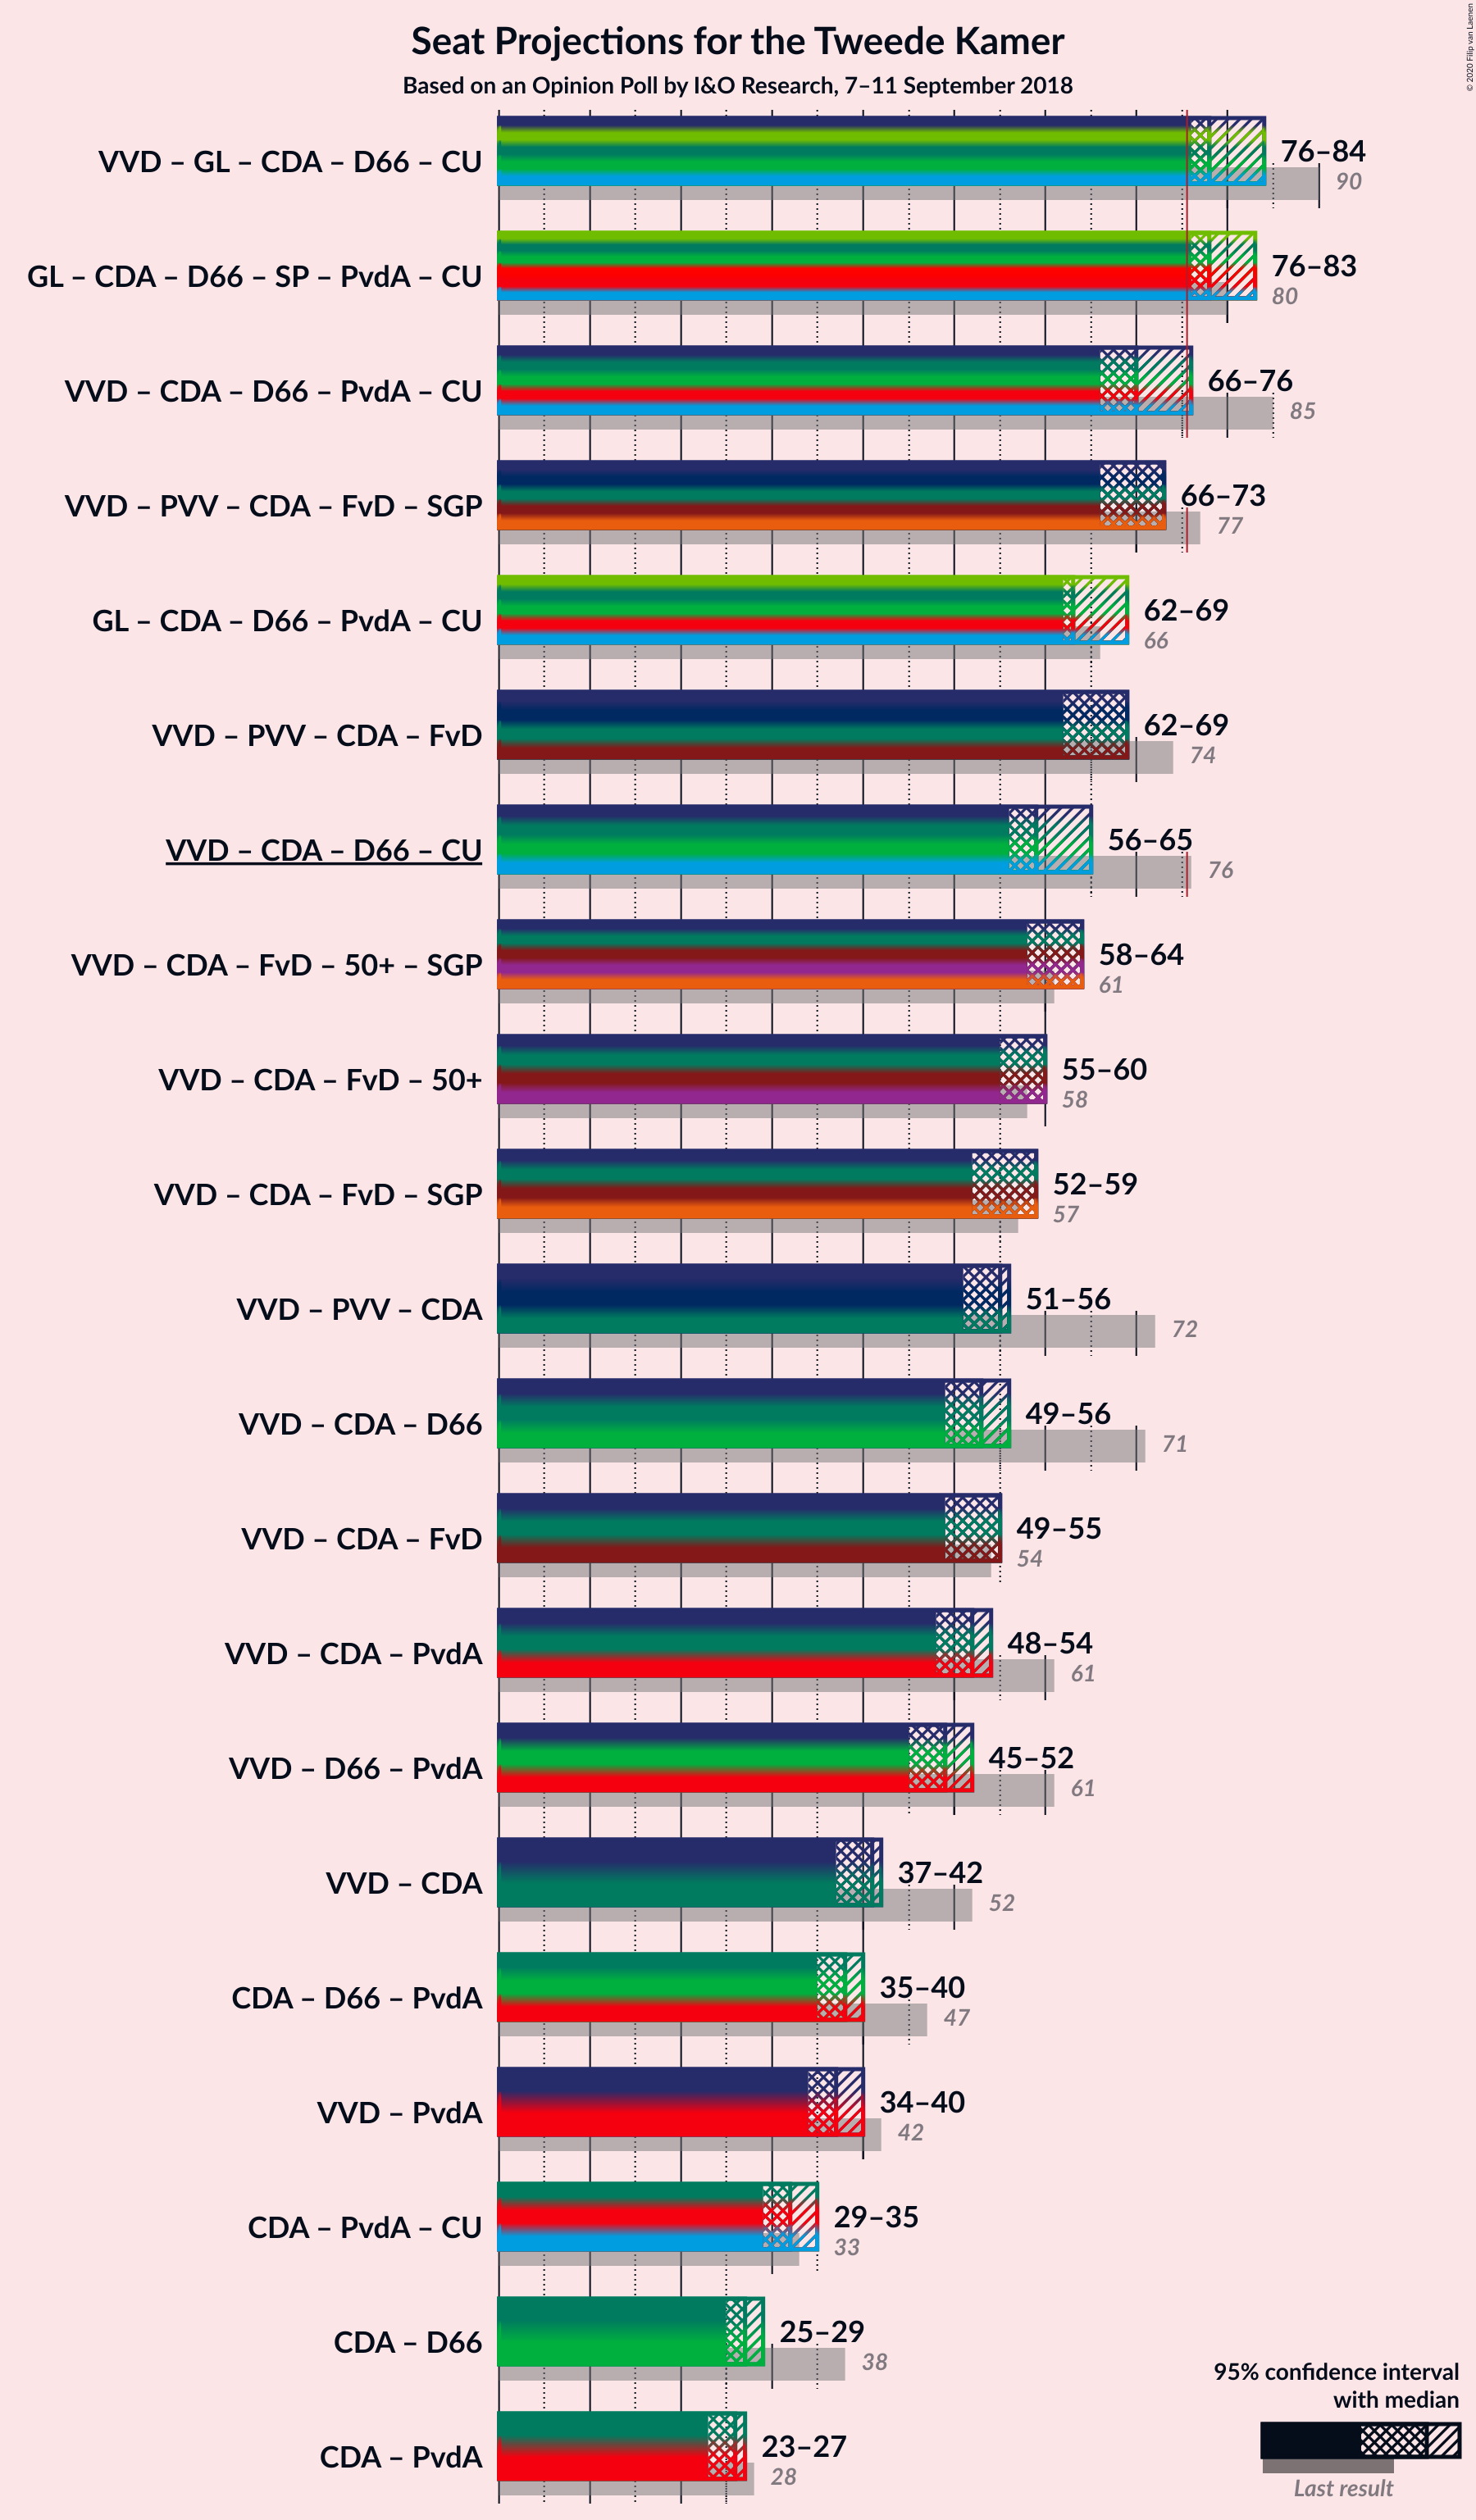 © 2020 Filip van Laenen
Seat Projections for the Tweede Kamer
Based on an Opinion Poll by I&O Research, 7–11 September 2018
VVD – GL – CDA – D66 – CU
76–84
90
GL – CDA – D66 – SP – PvdA – CU
76–83
80
VVD – CDA – D66 – PvdA – CU
66–76
85
VVD – PVV – CDA – FvD – SGP
66–73
77
GL – CDA – D66 – PvdA – CU
62–69
66
VVD – PVV – CDA – FvD
62–69
74
VVD – CDA – D66 – CU
56–65
76
VVD – CDA – FvD – 50+ – SGP
58–64
61
VVD – CDA – FvD – 50+
55–60
58
VVD – CDA – FvD – SGP
52–59
57
VVD – PVV – CDA
51–56
72
VVD – CDA – D66
49–56
71
VVD – CDA – FvD
49–55
54
VVD – CDA – PvdA
48–54
61
VVD – D66 – PvdA
45–52
61
VVD – CDA
37–42
52
CDA – D66 – PvdA
35–40
47
VVD – PvdA
34–40
42
CDA – PvdA – CU
29–35
33
CDA – D66
25–29
38
CDA – PvdA
23–27
28
95% confidence interval
with median
Last result